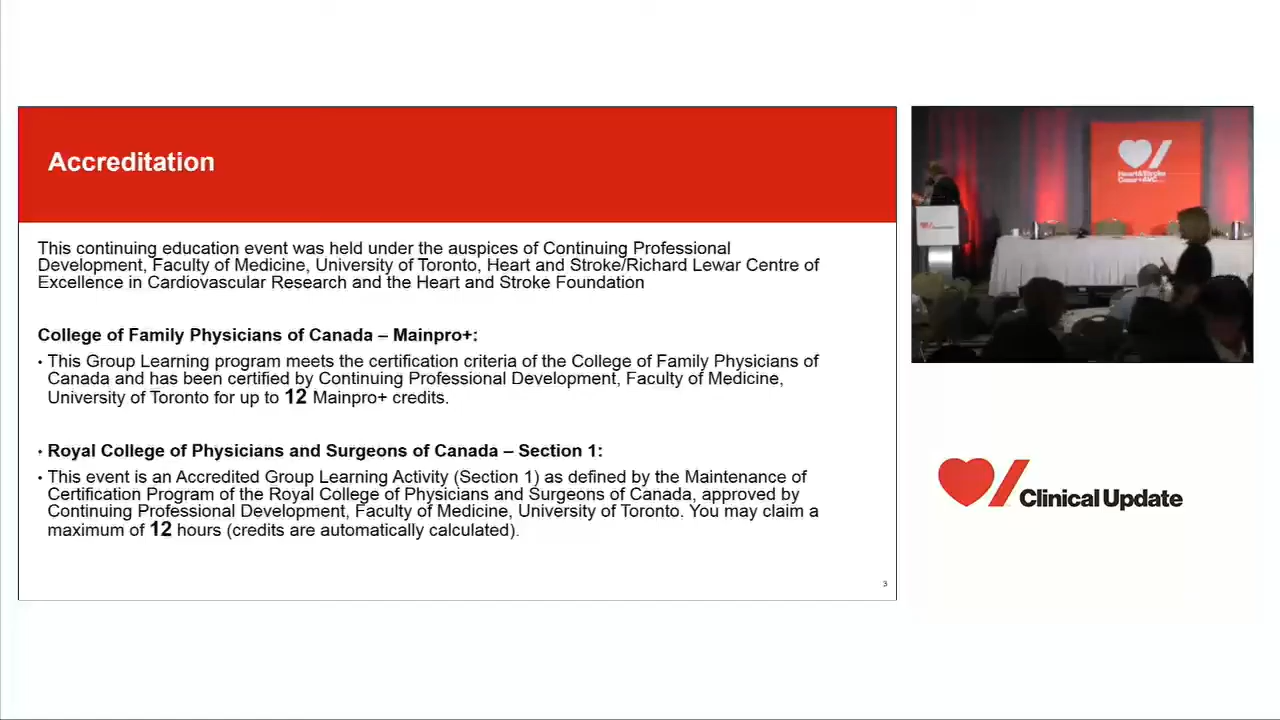 Accreditation
This continuing education event was held under the auspices of Continuing Professional
Development, Faculty of Medicine, University of Toronto, Heart and Stroke/Richard Lewar Centre of
Excellence in Cardiovascular Research and the Heart and Stroke Foundation
College of Family Physicians of Canada – Mainpro+:
• This Group Learning program meets the certification criteria of the College of Family Physicians of
Canada and has been certified by Continuing Professional Development, Faculty of Medicine,
University of Toronto for up to 12 Mainpro+ credits.
• Royal College of Physicians and Surgeons of Canada – Section 1:
• This event is an Accredited Group Learning Activity (Section 1) as defined by the Maintenance of
Certification Program of the Royal College of Physicians and Surgeons of Canada, approved by
Continuing Professional Development, Faculty of Medicine, University of Toronto. You may claim a
maximum of 12 hours (credits are automatically calculated).
3
Heart&Stroke
Cœur+AVC
Clinical Update